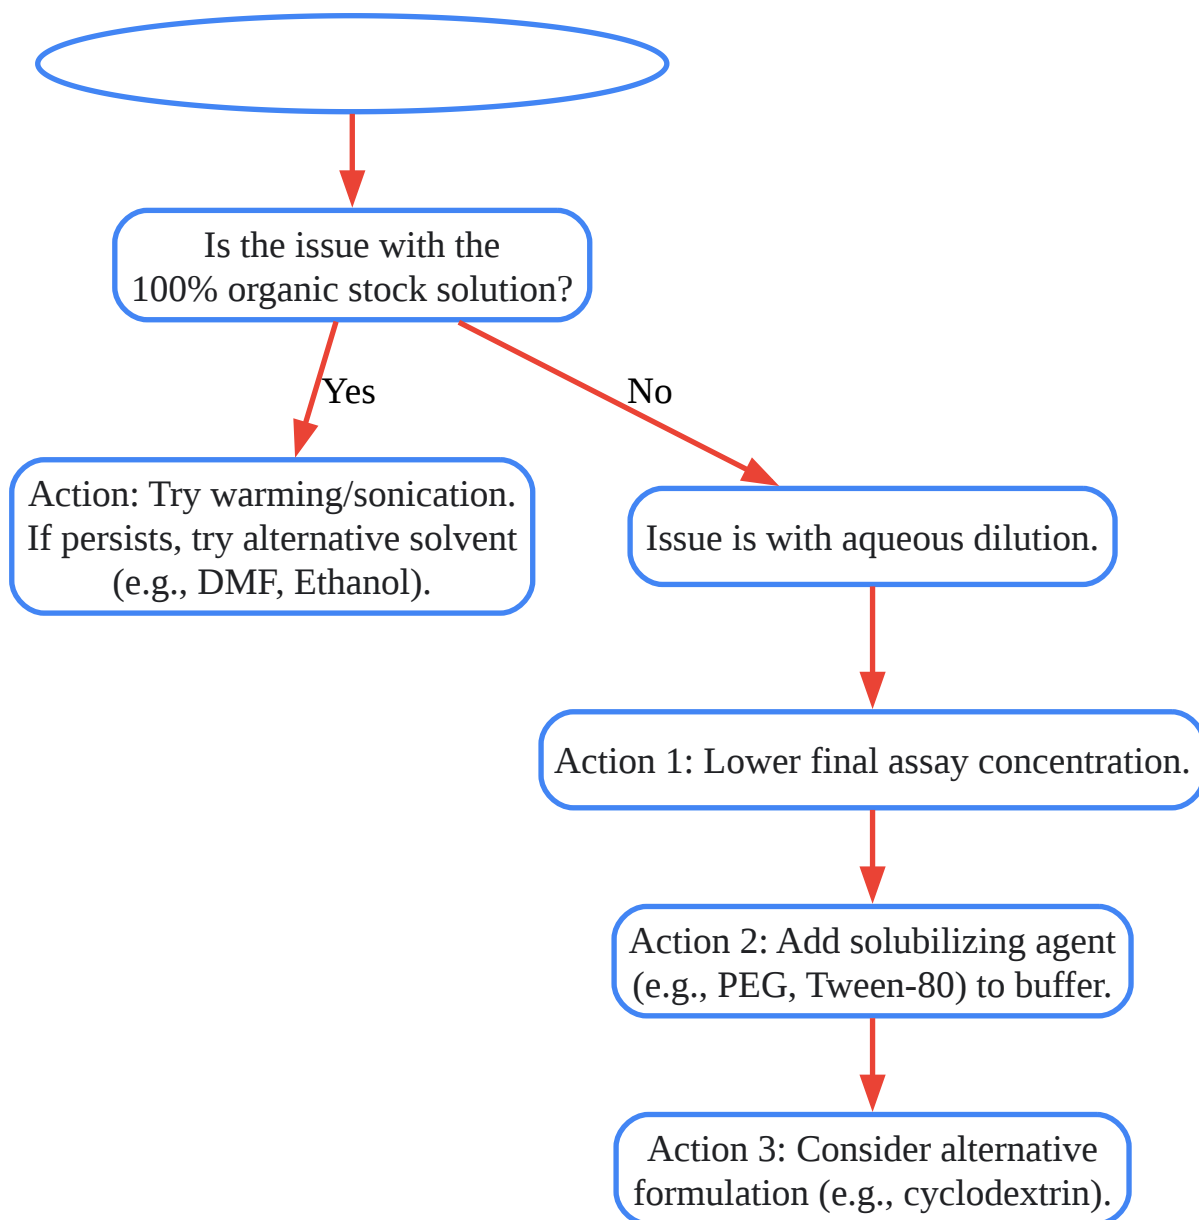 Is the issue with the
100% organic stock solution?
Yes
No
Action: Try warming/sonication.
If persists, try alternative solvent
(e.g., DMF, Ethanol).
Issue is with aqueous dilution.
Action 1: Lower final assay concentration.
Action 2: Add solubilizing agent
(e.g., PEG, Tween-80) to buffer.
Action 3: Consider alternative
formulation (e.g., cyclodextrin).